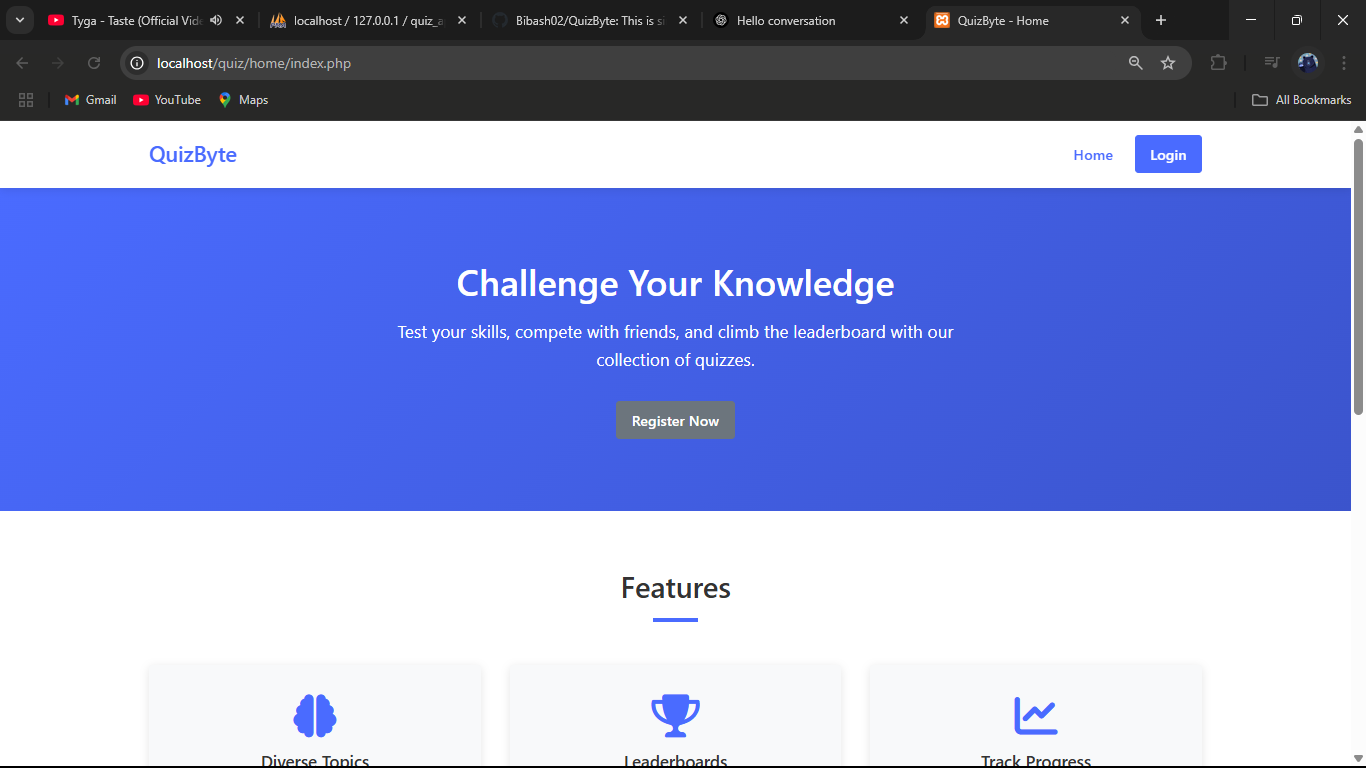 Tyga - Taste (Official Vid
localhost / 127.0.0.1 / quiz_a
Bibash02/QuizByte: This is si
Hello conversation
QuizByte - Home
localhost/quiz/home/index.php
Gmail
YouTube
Maps
All Bookmarks
QuizByte
Home
Login
Challenge Your Knowledge
Test your skills, compete with friends, and climb the leaderboard with our
collection of quizzes.
Register Now
Features
Diverse Topics
Leaderboards
Track Progress